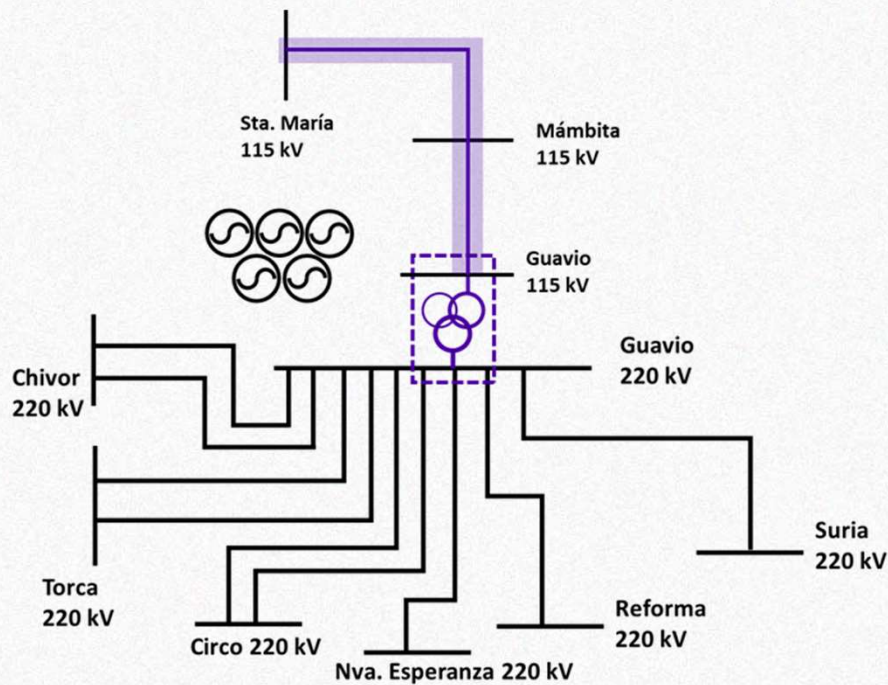 Sta. María
115 kV
Mámbita
115 kV
Guavio
115 kV
Guavio
220 kV
Chivor
220 kV
Torca
220 kV
Circo 220 kV
Nva. Esperanza 220 kV
Reforma
220 kV
Suria
220 kV